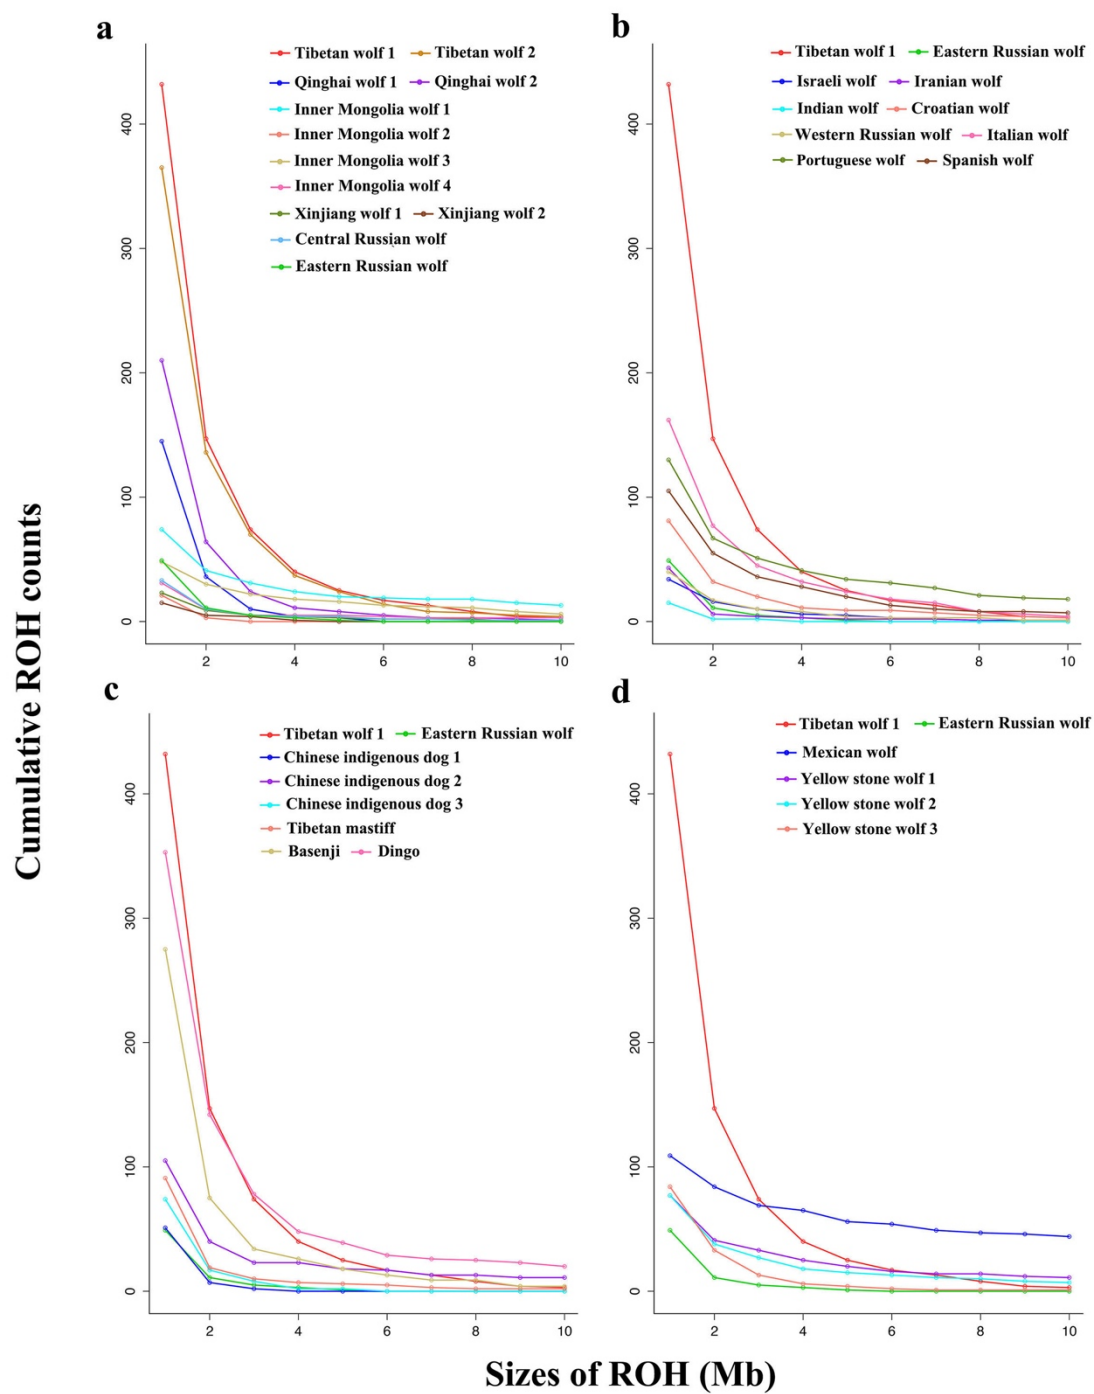 a
Tibetan wolf 1 Tibetan wolf 2
Qinghai wolf 1 Qinghai wolf 2
Inner Mongolia wolf 1
Inner Mongolia wolf 2
Inner Mongolia wolf 3
Inner Mongolia wolf 4
Xinjiang wolf 1 Xinjiang wolf 2
Central Russian wolf
Eastern Russian wolf
400
300
200
100
0
2 4 6 8 10
b
Tibetan wolf 1 Eastern Russian wolf
Israeli wolf Iranian wolf
Indian wolf Croatian wolf
Western Russian wolf Italian wolf
Portuguese wolf Spanish wolf
400
300
200
100
0
2 4 6 8 10
c
Tibetan wolf 1 Eastern Russian wolf
Chinese indigenous dog 1
Chinese indigenous dog 2
Chinese indigenous dog 3
Tibetan mastiff
Basenji Dingo
400
300
200
100
0
2 4 6 8 10
d
Tibetan wolf 1 Eastern Russian wolf
Mexican wolf
Yellow stone wolf 1
Yellow stone wolf 2
Yellow stone wolf 3
400
300
200
100
0
2 4 6 8 10
Cumulative ROH counts
Sizes of ROH (Mb)